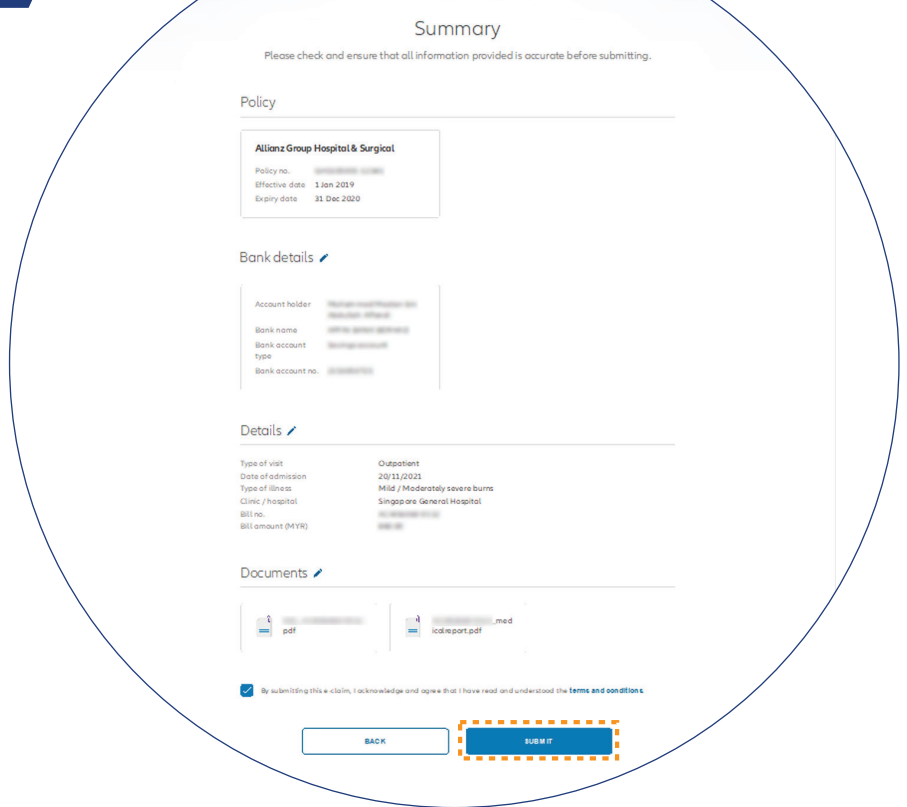 Summary
Please check and ensure that all information provided is accurate before submitting.
Policy
Allianz Group Hospital & Surgical
Policy no.
Effective date 1 Jan 2019
Expiry date 31 Dec 2020
Bank details
Account holder
Bank name
Bank account
type
Bank account no.
Details
Type of visit Outpatient
Date of admission 20/11/2021
Type of illness Mild / Moderately severe burns
Clinic / hospital Singapore General Hospital
Bill no.
Bill amount (MYR)
Documents
pdf
_med
icalreport.pdf
By submitting this e-claim, I acknowledge and agree that I have read and understood the terms and conditions
BACK SUBMIT